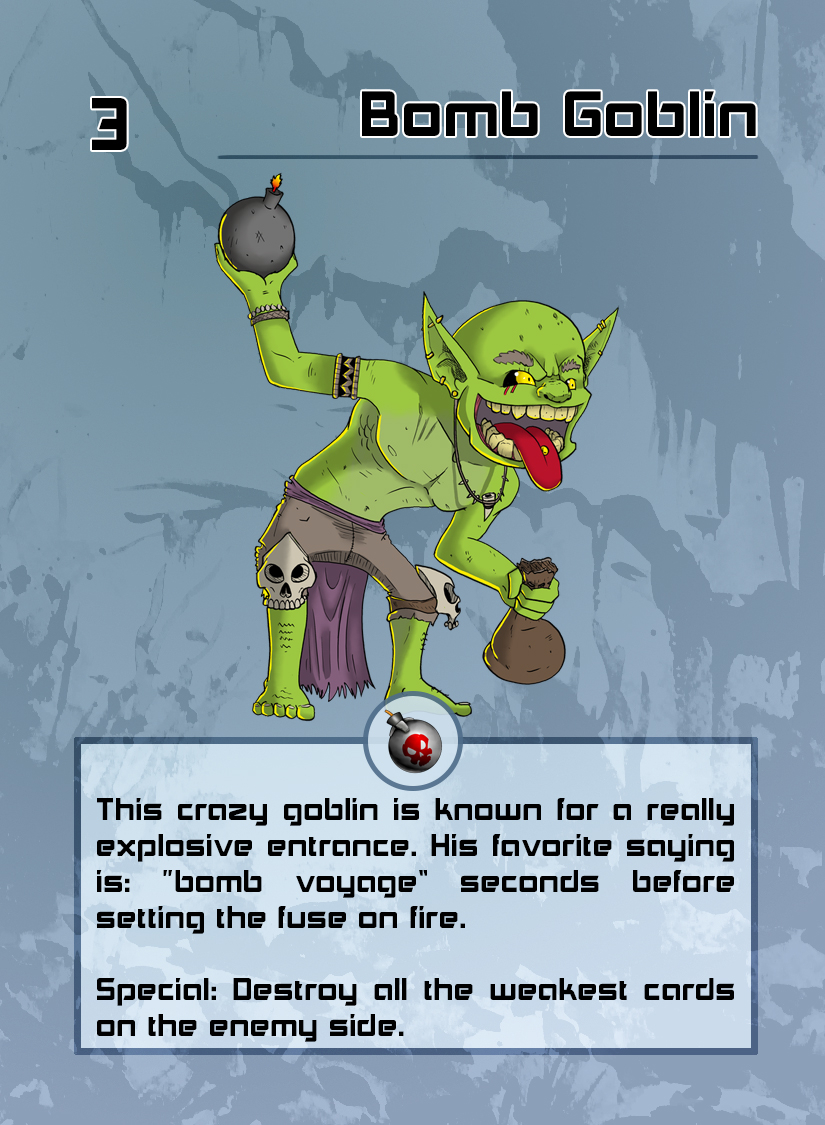 3
Bomb Goblin
This crazy goblin is known for a really
explosive entrance. His favorite saying
is: "bomb voyage" seconds before
setting the fuse on fire.
Special: Destroy all the weakest cards
on the enemy side.